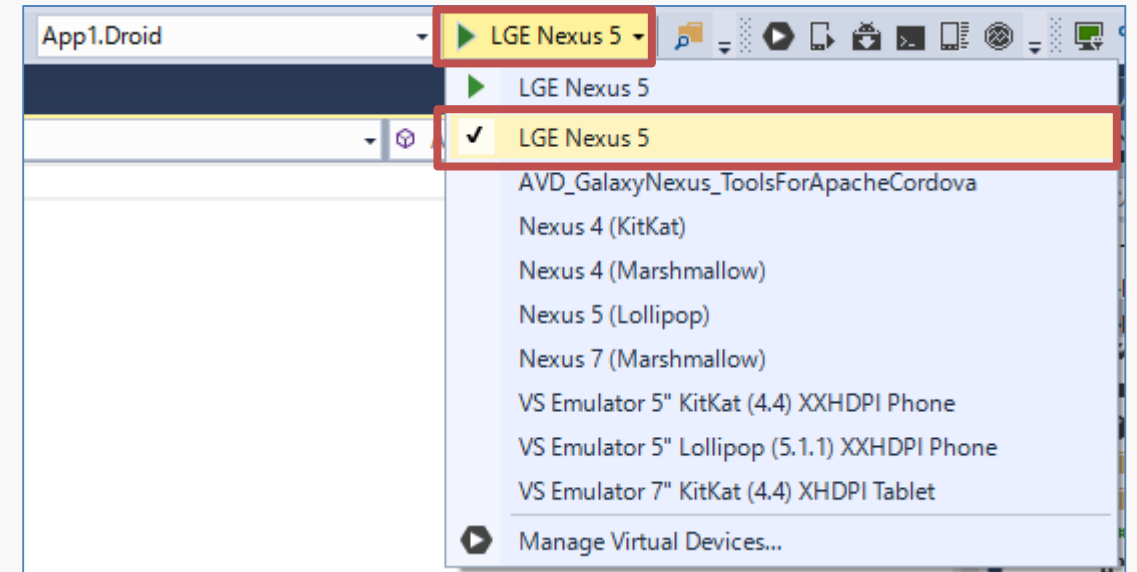 App1.Droid
LGE Nexus 5
LGE Nexus 5
LGE Nexus 5
AVD_GalaxyNexus_ToolsForApacheCordova
Nexus 4 (KitKat)
Nexus 4 (Marshmallow)
Nexus 5 (Lollipop)
Nexus 7 (Marshmallow)
VS Emulator 5" KitKat (4.4) XXHDPI Phone
VS Emulator 5" Lollipop (5.1.1) XXHDPI Phone
VS Emulator 7" KitKat (4.4) XHDPI Tablet
Manage Virtual Devices...